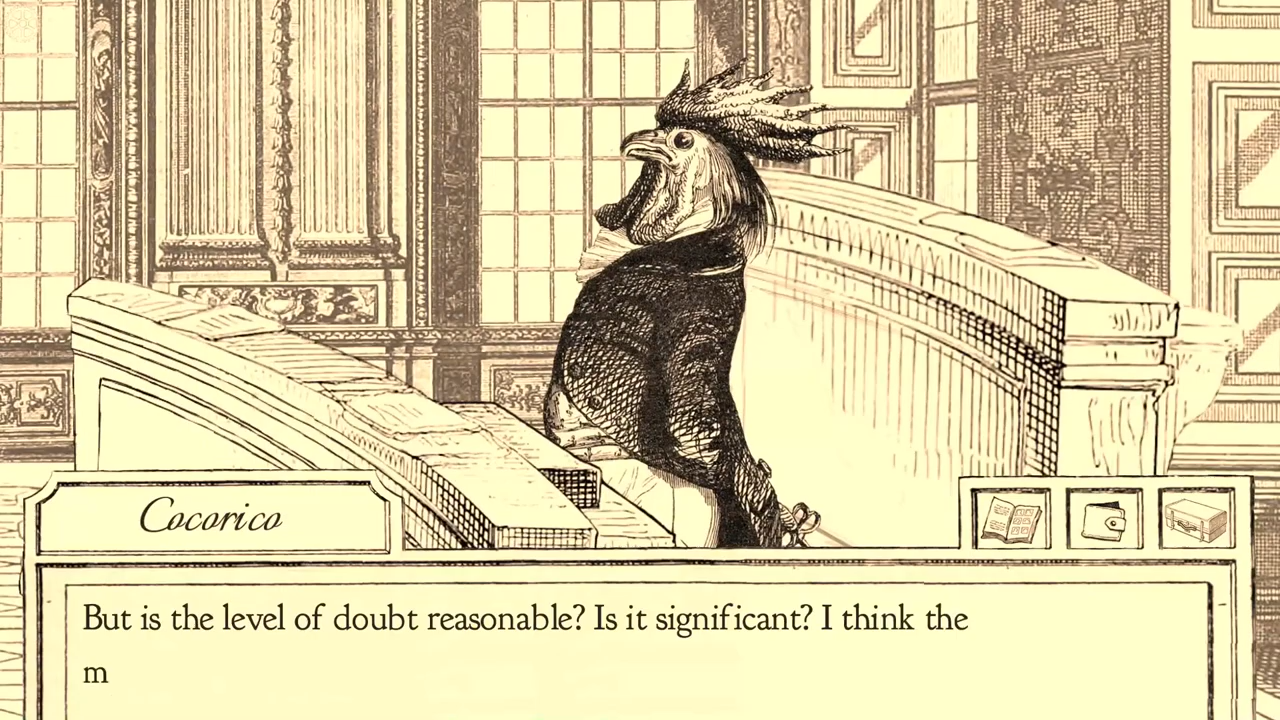 Cocorico
But is the level of doubt reasonable? Is it significant? I think the
m